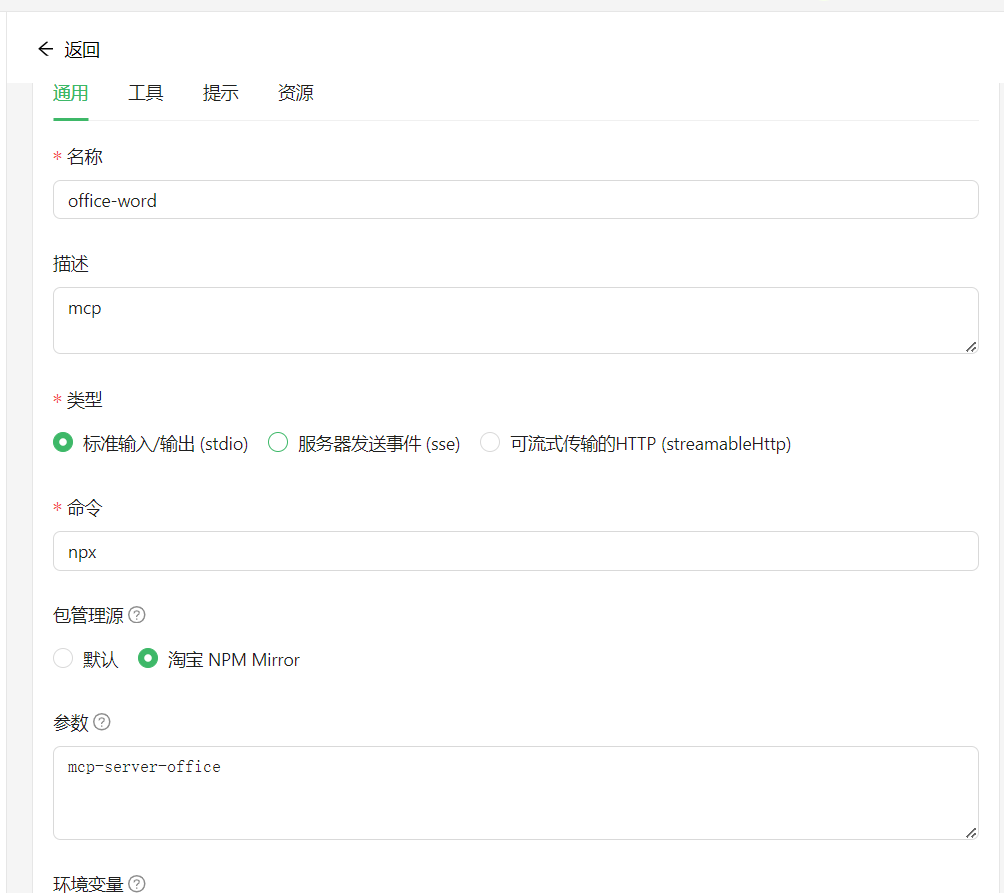 ← 返回
通用 工具 提示 资源
* 名称
office-word
描述
mcp
* 类型
标准输入/输出 (stdio) 服务器发送事件 (sse) 可流式传输的HTTP (streamableHttp)
* 命令
npx
包管理源 ?
默认 淘宝 NPM Mirror
参数 ?
mcp-server-office
环境变量 ?